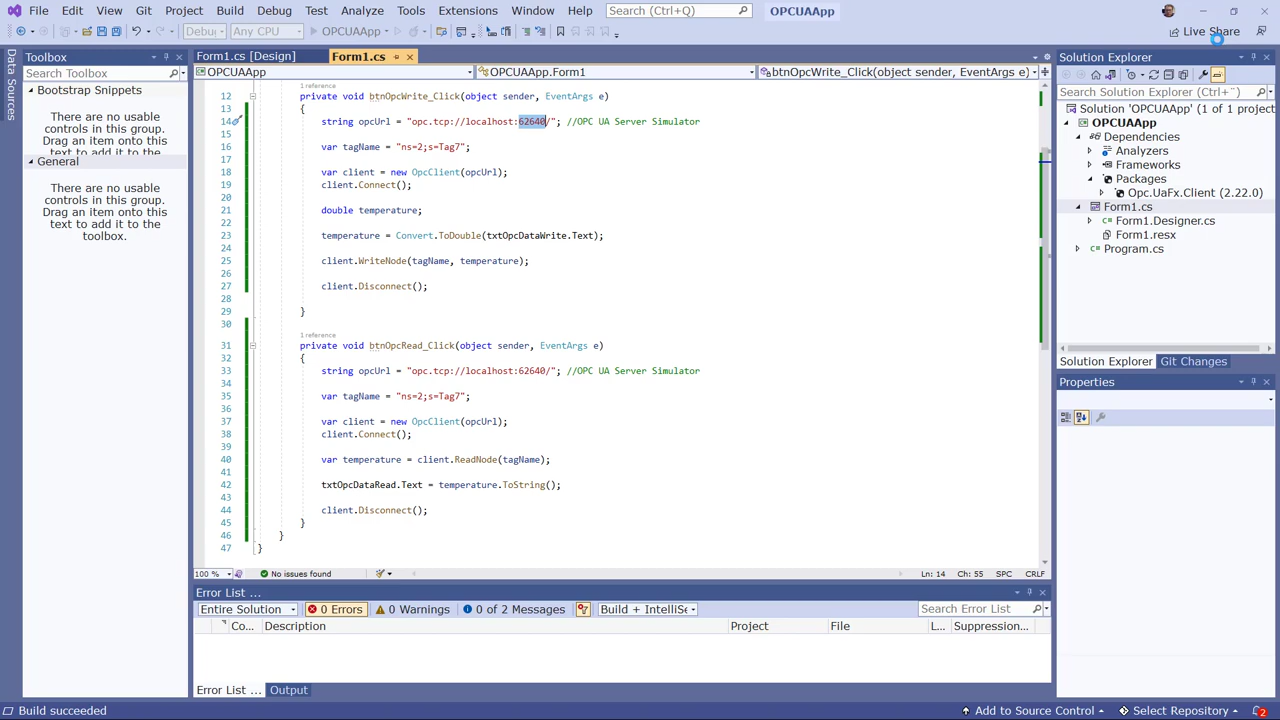 File Edit View Git Project Build Debug Test Analyze Tools Extensions Window Help Search (Ctrl+Q) OPCUAApp
Debug Any CPU OPCUAApp Live Share
Data Sources
Toolbox
Search Toolbox
Bootstrap Snippets
There are no usable
controls in this group.
Drag an item onto this
text to add it to the
General
There are no usable
controls in this group.
Drag an item onto this
text to add it to the
toolbox.
Form1.cs [Design] Form1.cs
OPCUAApp OPCUAApp.Form1 btnOpcWrite_Click(object sender, EventArgs e)
1 reference
12 private void btnOpcWrite_Click(object sender, EventArgs e)
13 {
14 string opcUrl = "opc.tcp://localhost:62640/"; //OPC UA Server Simulator
15
16 var tagName = "ns=2;s=Tag7";
17
18 var client = new OpcClient(opcUrl);
19 client.Connect();
20
21 double temperature;
22
23 temperature = Convert.ToDouble(txtOpcDataWrite.Text);
24
25 client.WriteNode(tagName, temperature);
26
27 client.Disconnect();
28
29 }
30
1 reference
31 private void btnOpcRead_Click(object sender, EventArgs e)
32 {
33 string opcUrl = "opc.tcp://localhost:62640/"; //OPC UA Server Simulator
34
35 var tagName = "ns=2;s=Tag7";
36
37 var client = new OpcClient(opcUrl);
38 client.Connect();
39
40 var temperature = client.ReadNode(tagName);
41
42 txtOpcDataRead.Text = temperature.ToString();
43
44 client.Disconnect();
45 }
46 }
47 }
100 % No issues found Ln: 14 Ch: 55 SPC CRLF
Error List ...
Entire Solution 0 Errors 0 Warnings 0 of 2 Messages Build + IntelliSe Search Error List
Co... Description Project File L... Suppression...
Error List ... Output
Solution Explorer
Search Solution Explorer (Ctrl+¨)
Solution 'OPCUAApp' (1 of 1 project
OPCUAApp
Dependencies
Analyzers
Frameworks
Packages
Opc.UaFx.Client (2.22.0)
Form1.cs
Form1.Designer.cs
Form1.resx
Program.cs
Solution Explorer Git Changes
Properties
Build succeeded Add to Source Control Select Repository 2